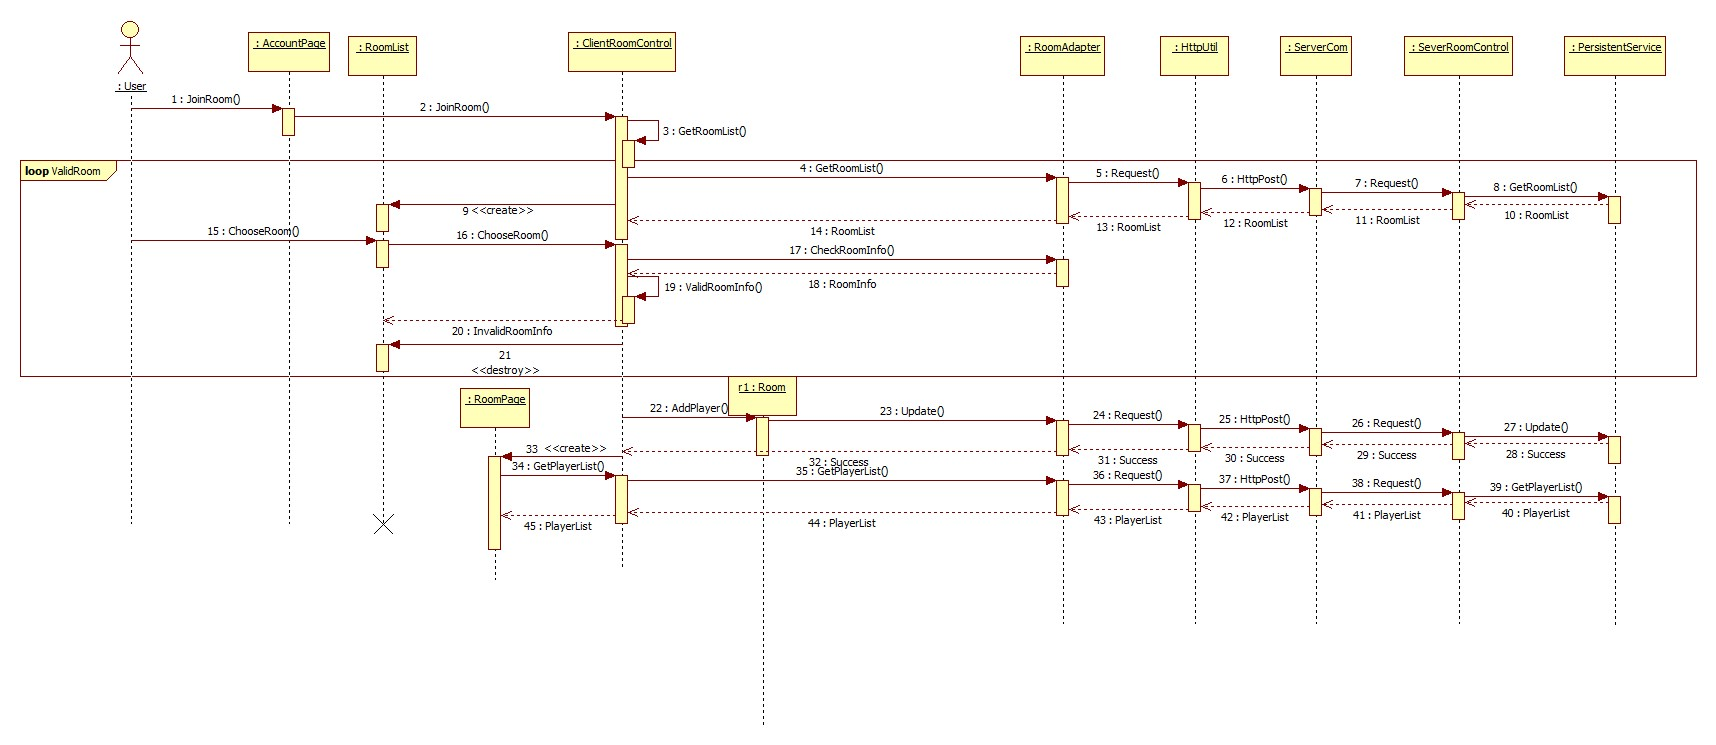 : AccountPage
: RoomList
: ClientRoomControl
: RoomAdapter
: HttpUtil
: ServerCom
: SeverRoomControl
: PersistentService
: User
1 : JoinRoom()
2 : JoinRoom()
3 : GetRoomList()
loop ValidRoom
4 : GetRoomList()
5 : Request()
6 : HttpPost()
7 : Request()
8 : GetRoomList()
9 <<create>>
10 : RoomList
11 : RoomList
12 : RoomList
13 : RoomList
14 : RoomList
15 : ChooseRoom()
16 : ChooseRoom()
17 : CheckRoomInfo()
18 : RoomInfo
19 : ValidRoomInfo()
20 : InvalidRoomInfo
21
<<destroy>>
r1 : Room
: RoomPage
22 : AddPlayer()
23 : Update()
24 : Request()
25 : HttpPost()
26 : Request()
27 : Update()
28 : Success
29 : Success
30 : Success
31 : Success
32 : Success
33 <<create>>
34 : GetPlayerList()
35 : GetPlayerList()
36 : Request()
37 : HttpPost()
38 : Request()
39 : GetPlayerList()
40 : PlayerList
41 : PlayerList
42 : PlayerList
43 : PlayerList
44 : PlayerList
45 : PlayerList